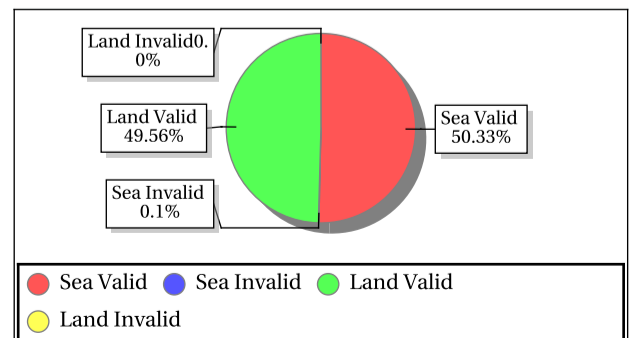 Land Invalid0.
0%
Land Valid
49.56%
Sea Valid
50.33%
Sea Invalid
0.1%
Sea Valid Sea Invalid Land Valid
Land Invalid